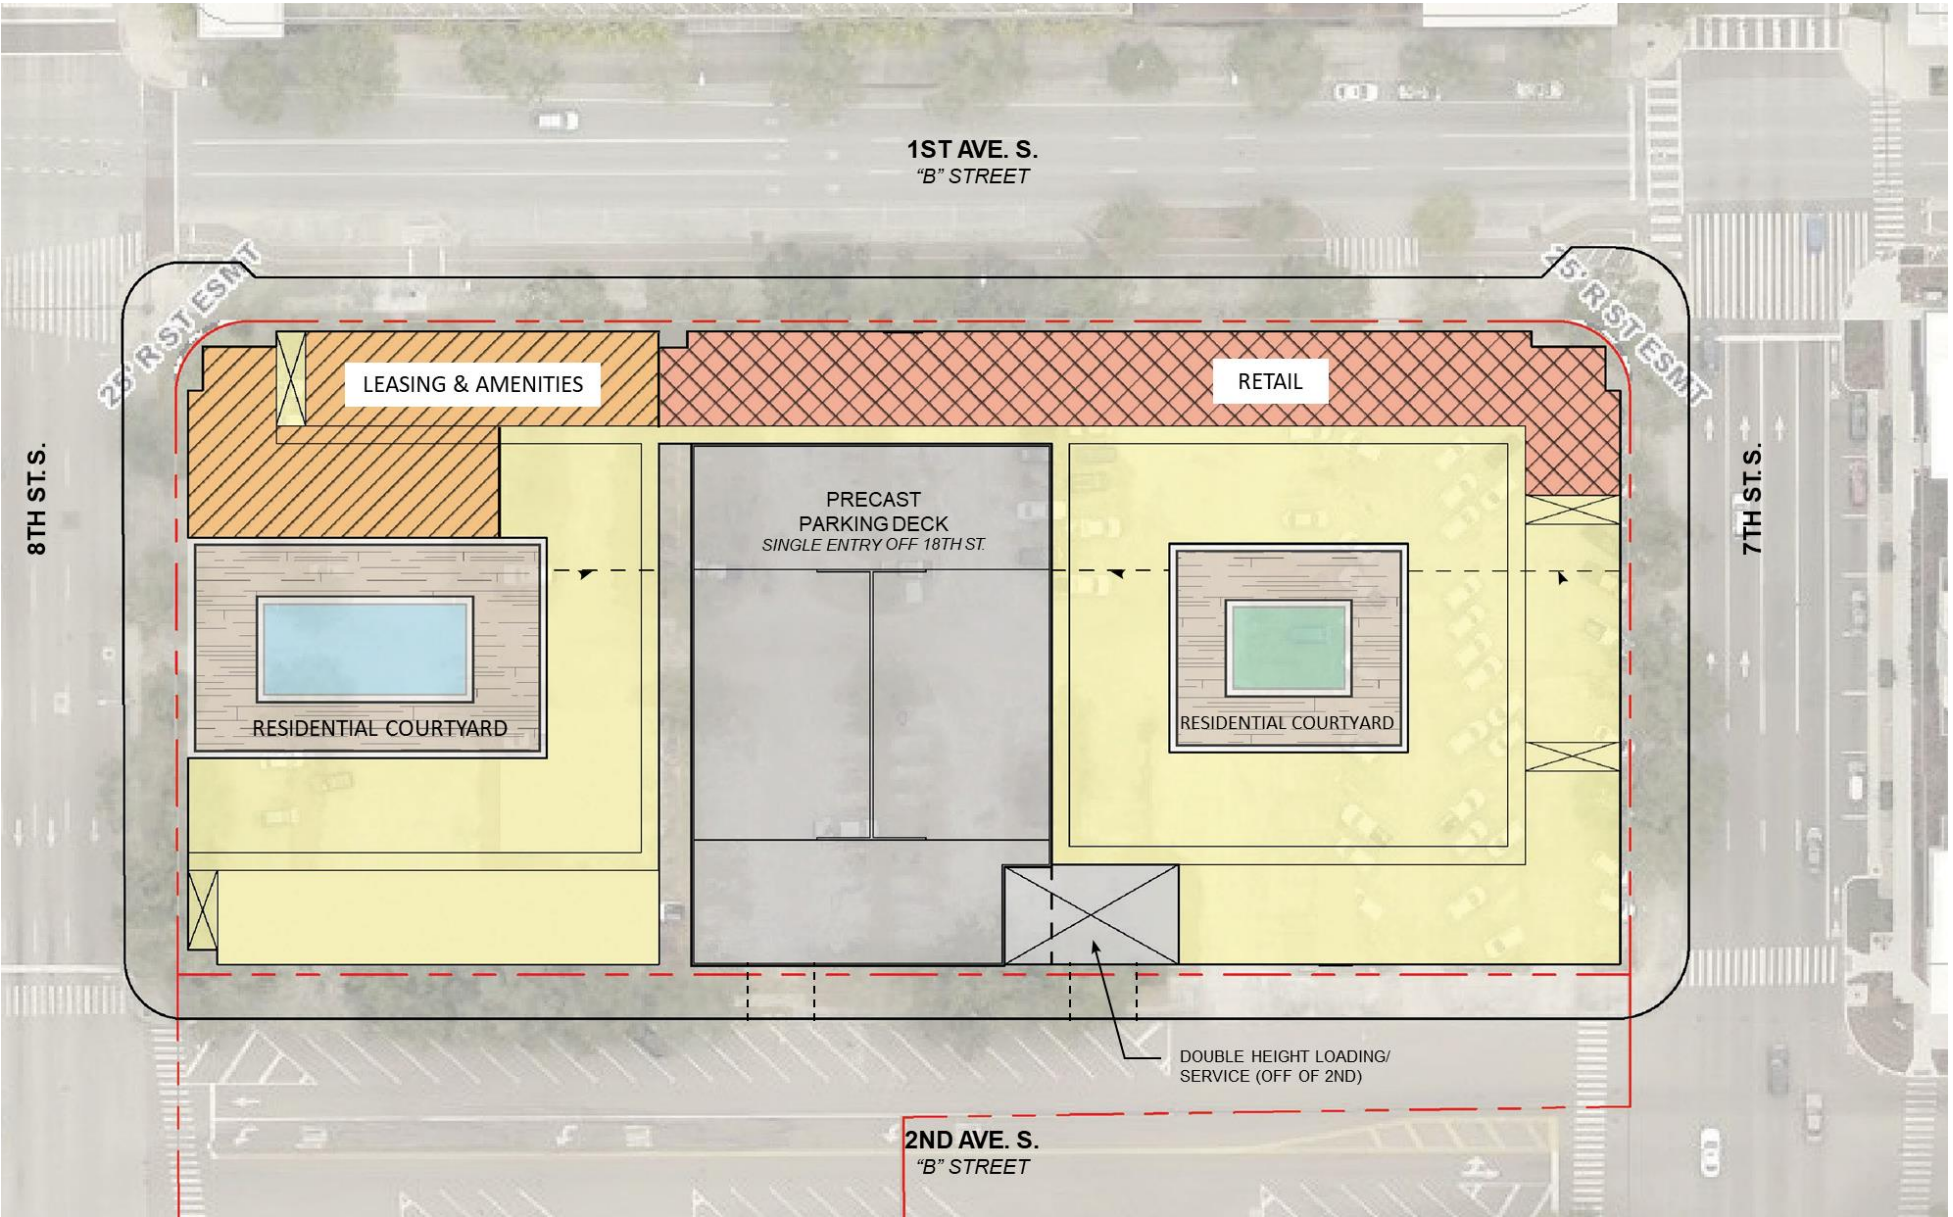 1ST AVE. S.
“B” STREET
25' R ST ESMT
25' R ST ESMT
LEASING & AMENITIES
RETAIL
8TH ST. S.
7TH ST. S.
PRECAST
PARKING DECK
SINGLE ENTRY OFF 18TH ST.
RESIDENTIAL COURTYARD
RESIDENTIAL COURTYARD
DOUBLE HEIGHT LOADING/
SERVICE (OFF OF 2ND)
2ND AVE. S.
“B” STREET